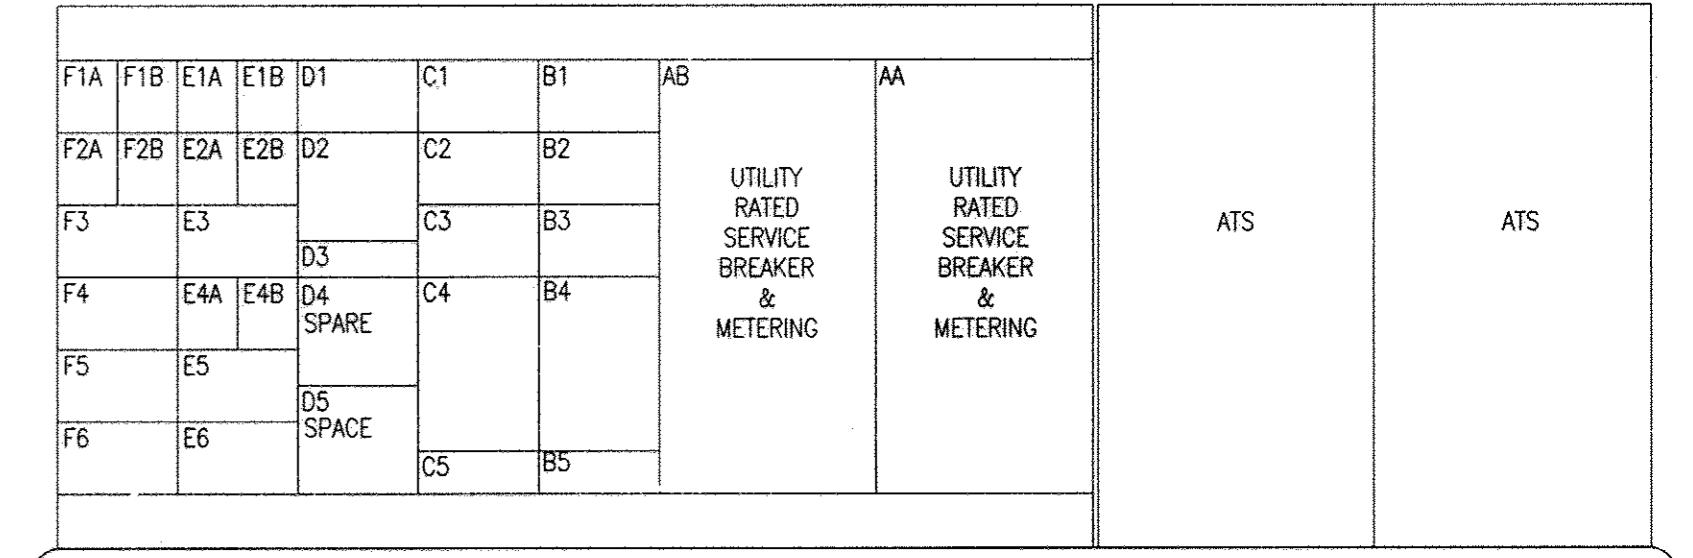 F1A F1B E1A E1B D1 C1 B1 AB AA
F2A F2B E2A E2B D2 C2 B2
UTILITY
RATED
SERVICE
BREAKER
&
METERING
UTILITY
RATED
SERVICE
BREAKER
&
METERING
ATS
ATS
F3 E3 C3 B3
D3
F4 E4A E4B D4 C4 B4
SPARE
F5 E5
D5
SPACE
F6 E6
C5 B5